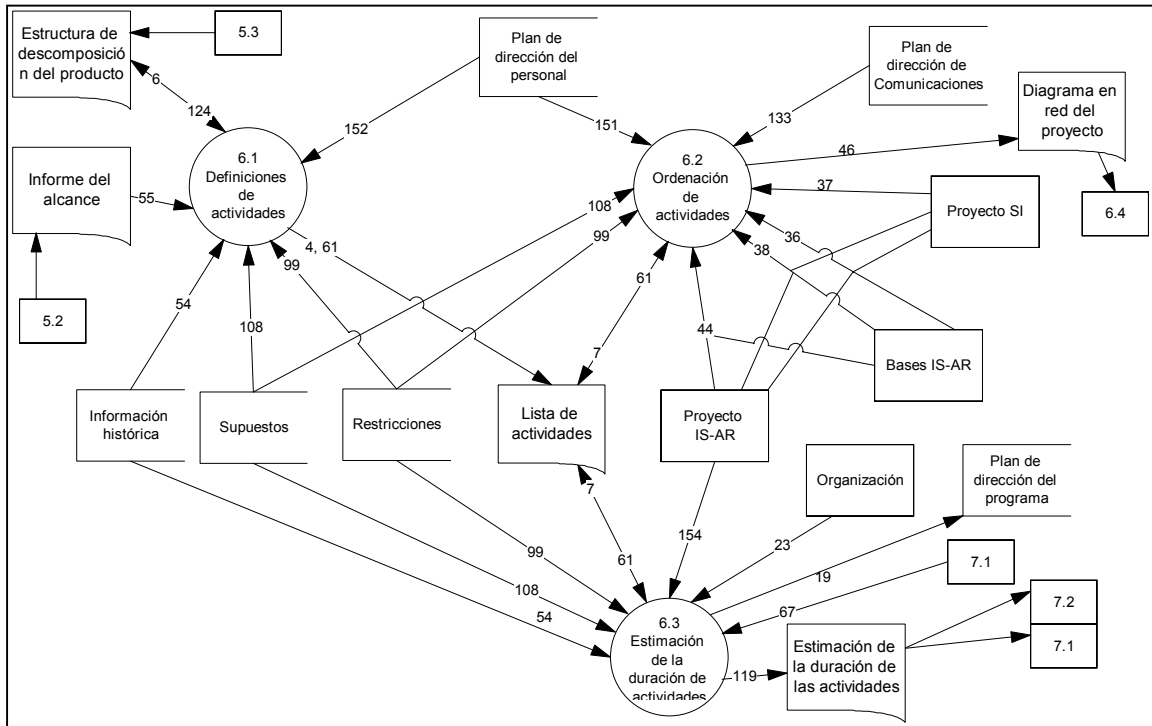 Estructura de
descomposició
n del producto
5.3
Plan de
dirección del
personal
Plan de
dirección de
Comunicaciones
Diagrama en
red del
proyecto
6
124
152
151
133
46
6.1
Definiciones
de
actividades
6.2
Ordenación
de
actividades
Informe del
alcance
55
108
37
Proyecto SI
6.4
4, 61
99
99
36
38
61
5.2
54
108
44
7
Bases IS-AR
Información
histórica
Supuestos
Restricciones
Lista de
actividades
Proyecto
IS-AR
Organización
Plan de
dirección del
programa
7
99
154
23
61
19
7.1
108
54
67
6.3
Estimación
de la
duración de
actividades
119
Estimación de
la duración de
las actividades
7.2
7.1